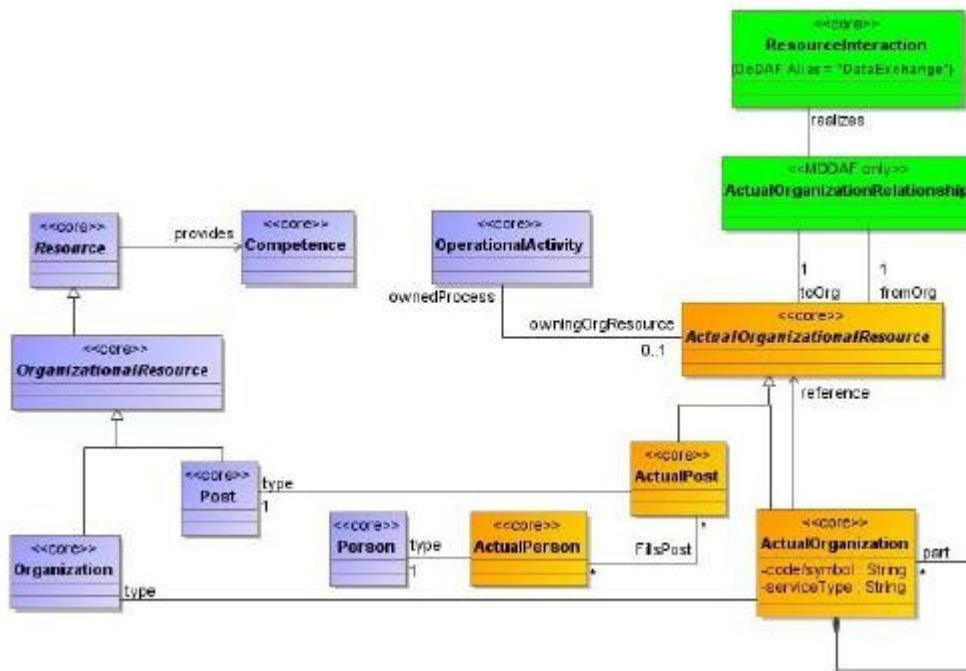 <<core>>
ResourceInteraction
{DoDAF Alias = "DataExchange"}
realizes
<<MODAF only>>
ActualOrganizationRelationship
<<core>>
Resource
provides
<<core>>
Competence
<<core>>
OperationalActivity
ownedProcess
1
toOrg
1
fromOrg
owningOrgResource
0..1
<<core>>
ActualOrganizationalResource
<<core>>
OrganizationalResource
reference
<<core>>
Post
type
1
<<core>>
ActualPost
<<core>>
Person
type
1
<<core>>
ActualPerson
*
FillsPost
*
<<core>>
Organization
type
<<core>>
ActualOrganization
-code/symbol : String
-serviceType : String
part
*